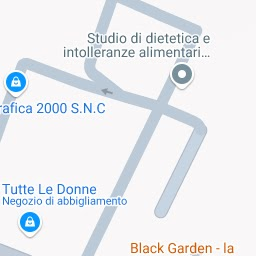 Studio di dietetica e
intolleranze alimentari...
rafica 2000 S.N.C
Tutte Le Donne
Negozio di abbigliamento
Black Garden - la